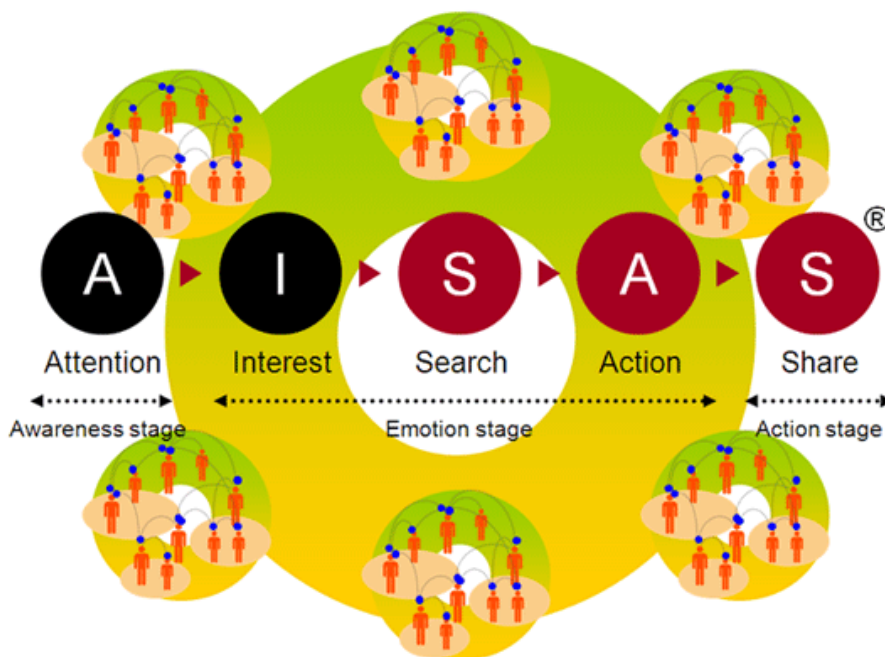 A I S A S ®
Attention Interest Search Action Share
Awareness stage Emotion stage Action stage